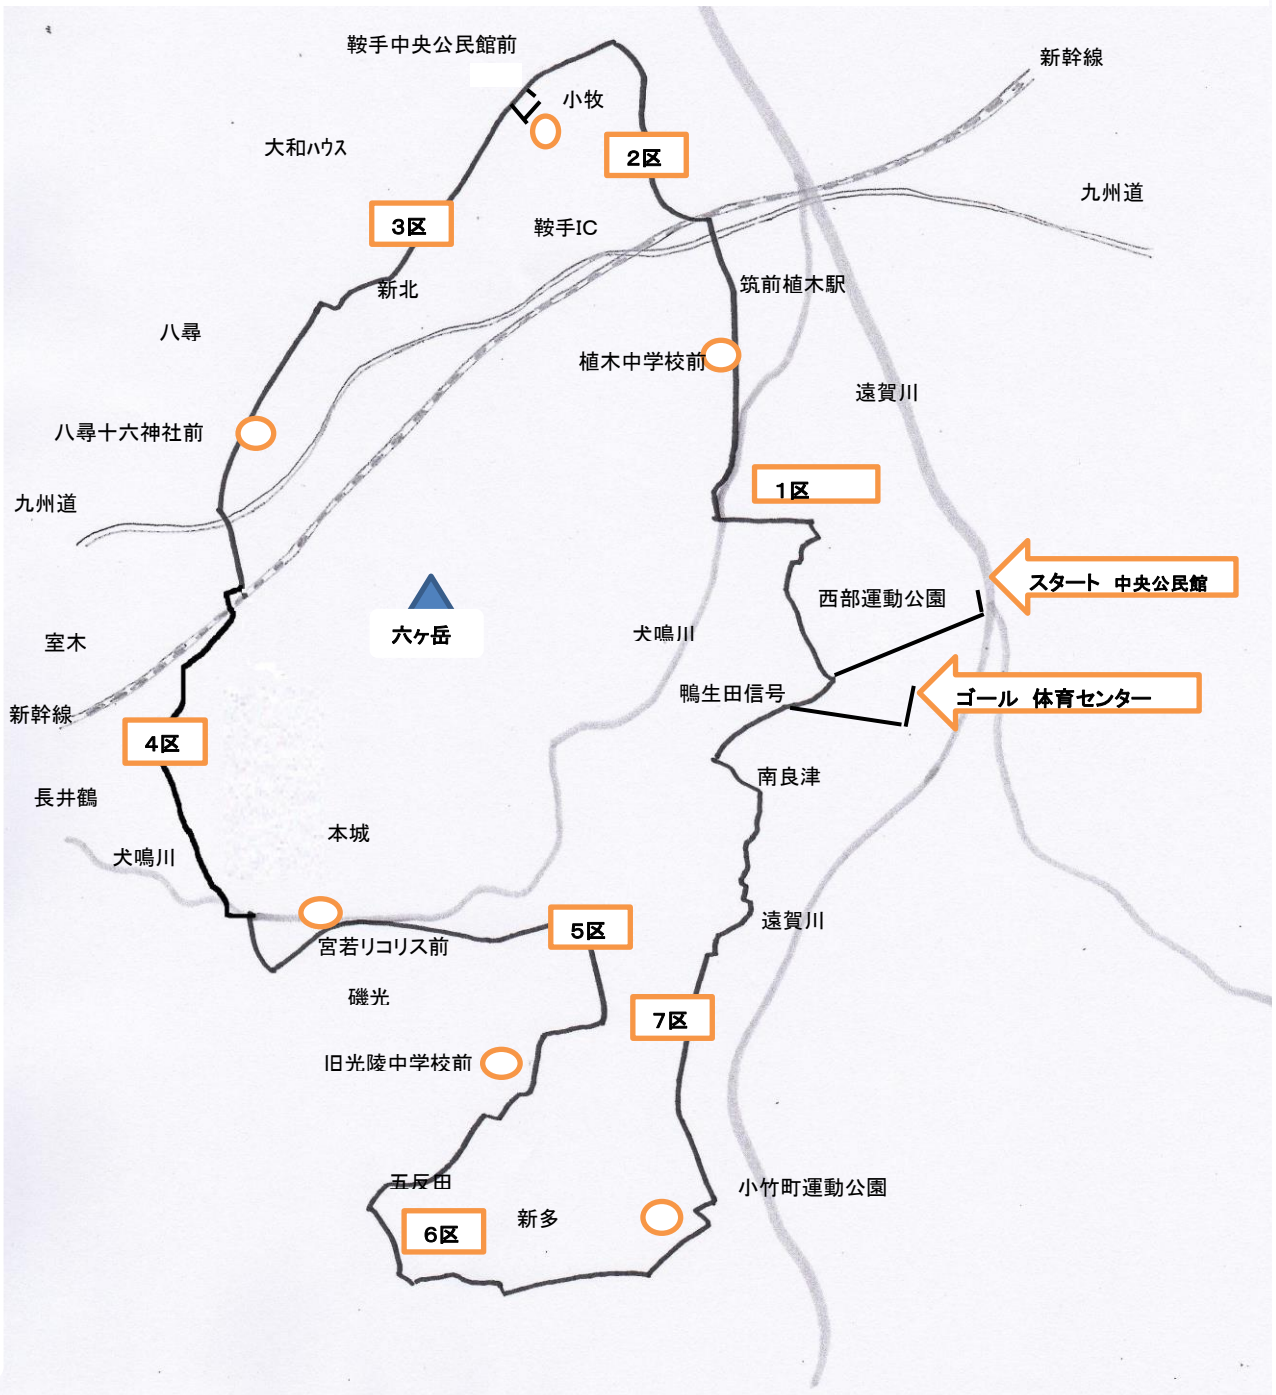 鞍手中央公民館前
新幹線
小牧
大和ハウス
2区
九州道
3区
鞍手IC
新北
筑前植木駅
八尋
植木中学校前
遠賀川
八尋十六神社前
1区
九州道
スタート 中央公民館
西部運動公園
六ヶ岳
犬鳴川
室木
鴨生田信号
ゴール 体育センター
新幹線
4区
南良津
長井鶴
本城
犬鳴川
遠賀川
5区
宮若リコリス前
磯光
7区
旧光陵中学校前
五反田
小竹町運動公園
新多
6区